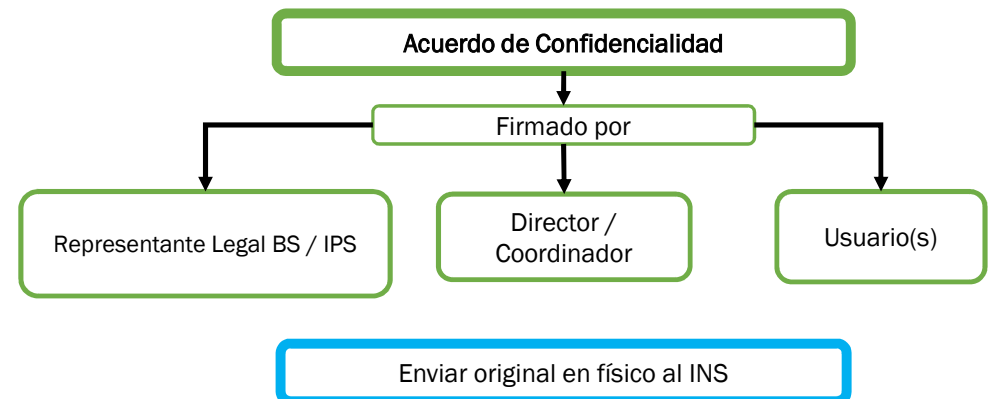 Acuerdo de Confidencialidad
Firmado por
Representante Legal BS / IPS
Director /
Coordinador
Usuario(s)
Enviar original en físico al INS